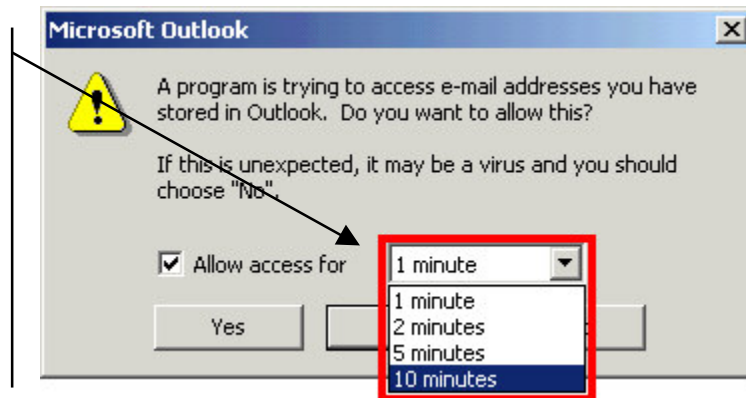 Microsoft Outlook
A program is trying to access e-mail addresses you have
stored in Outlook. Do you want to allow this?
If this is unexpected, it may be a virus and you should
choose "No".
Allow access for 1 minute
1 minute
Yes
2 minutes
5 minutes
10 minutes